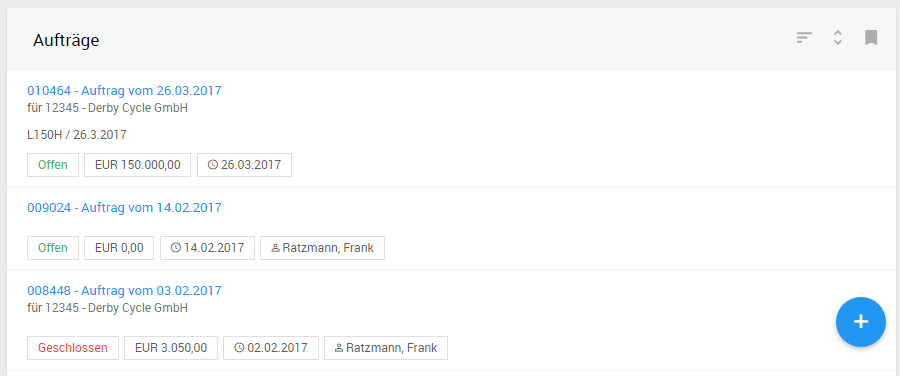 Aufträge
010464 - Auftrag vom 26.03.2017
für 12345 - Derby Cycle GmbH
L150H / 26.3.2017
Offen EUR 150.000,00 26.03.2017
009024 - Auftrag vom 14.02.2017
Offen EUR 0,00 14.02.2017 Ratzmann, Frank
008448 - Auftrag vom 03.02.2017
für 12345 - Derby Cycle GmbH
Geschlossen EUR 3.050,00 02.02.2017 Ratzmann, Frank